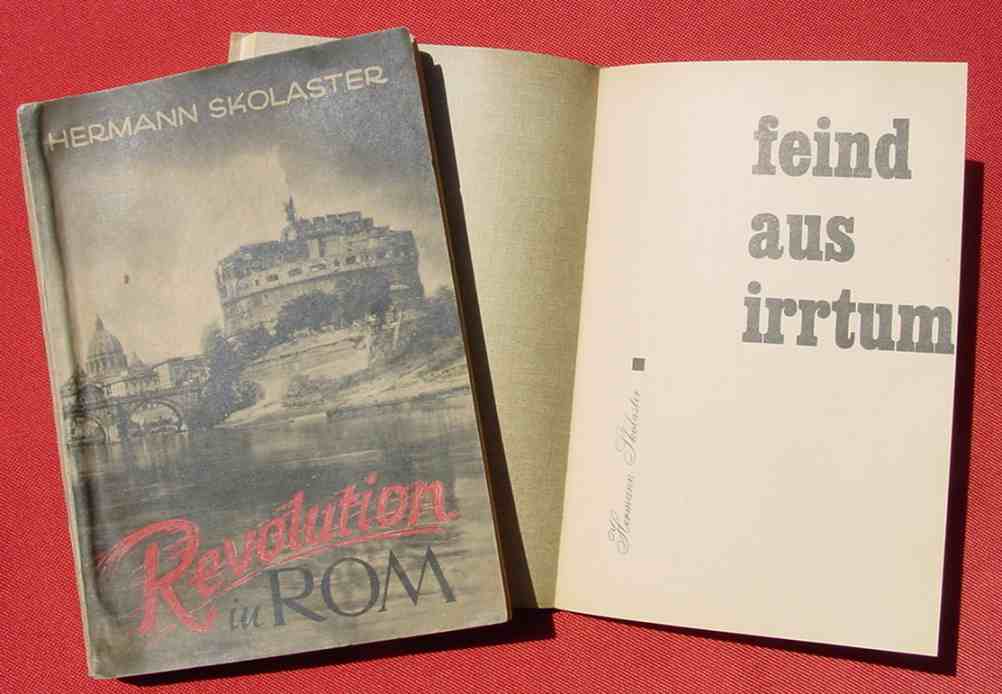 HERMANN SKOLASTER
Revolution
in ROM
feind
aus
irrtum
Hermann Skolaster